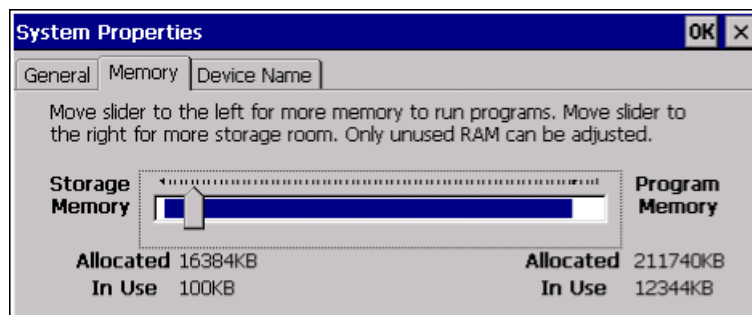 System Properties OK ×
General Memory Device Name
Move slider to the left for more memory to run programs. Move slider to
the right for more storage room. Only unused RAM can be adjusted.
Storage Program
Memory Memory
Allocated 16384KB Allocated 211740KB
In Use 100KB In Use 12344KB